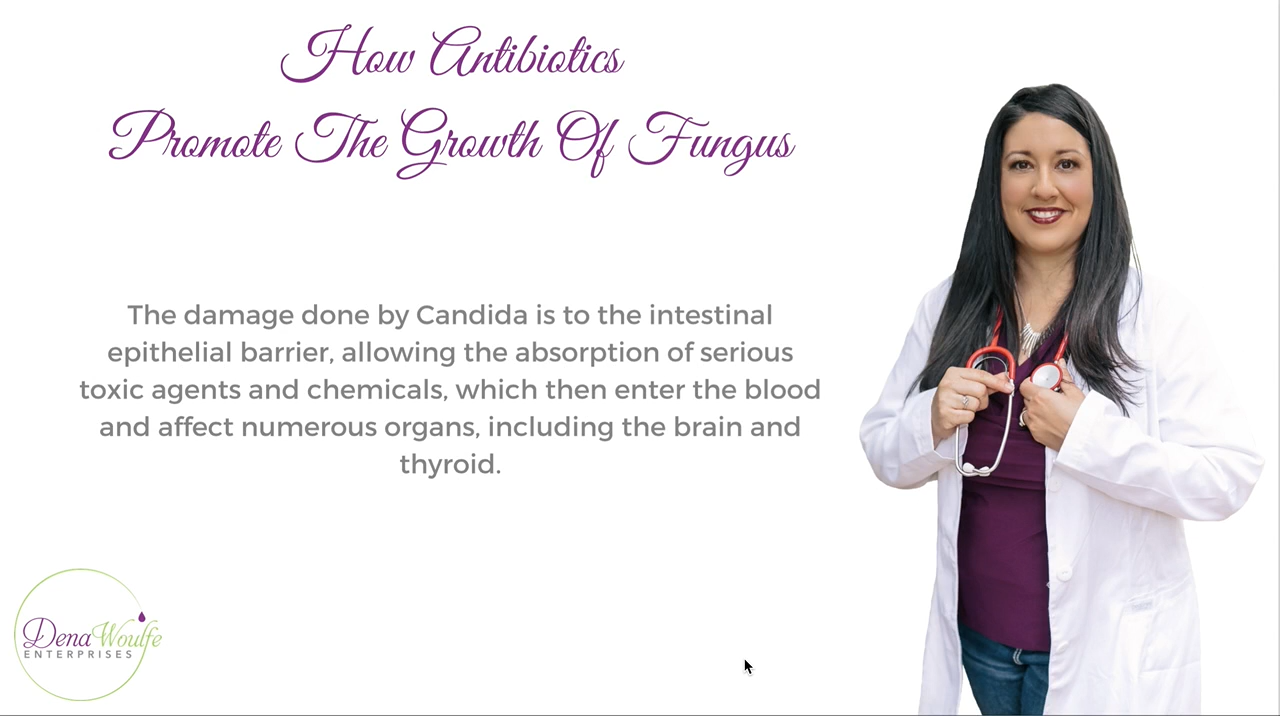 How Antibiotics
Promote The Growth Of Fungus
The damage done by Candida is to the intestinal
epithelial barrier, allowing the absorption of serious
toxic agents and chemicals, which then enter the blood
and affect numerous organs, including the brain and
thyroid.
Dena Woulfe
ENTERPRISES